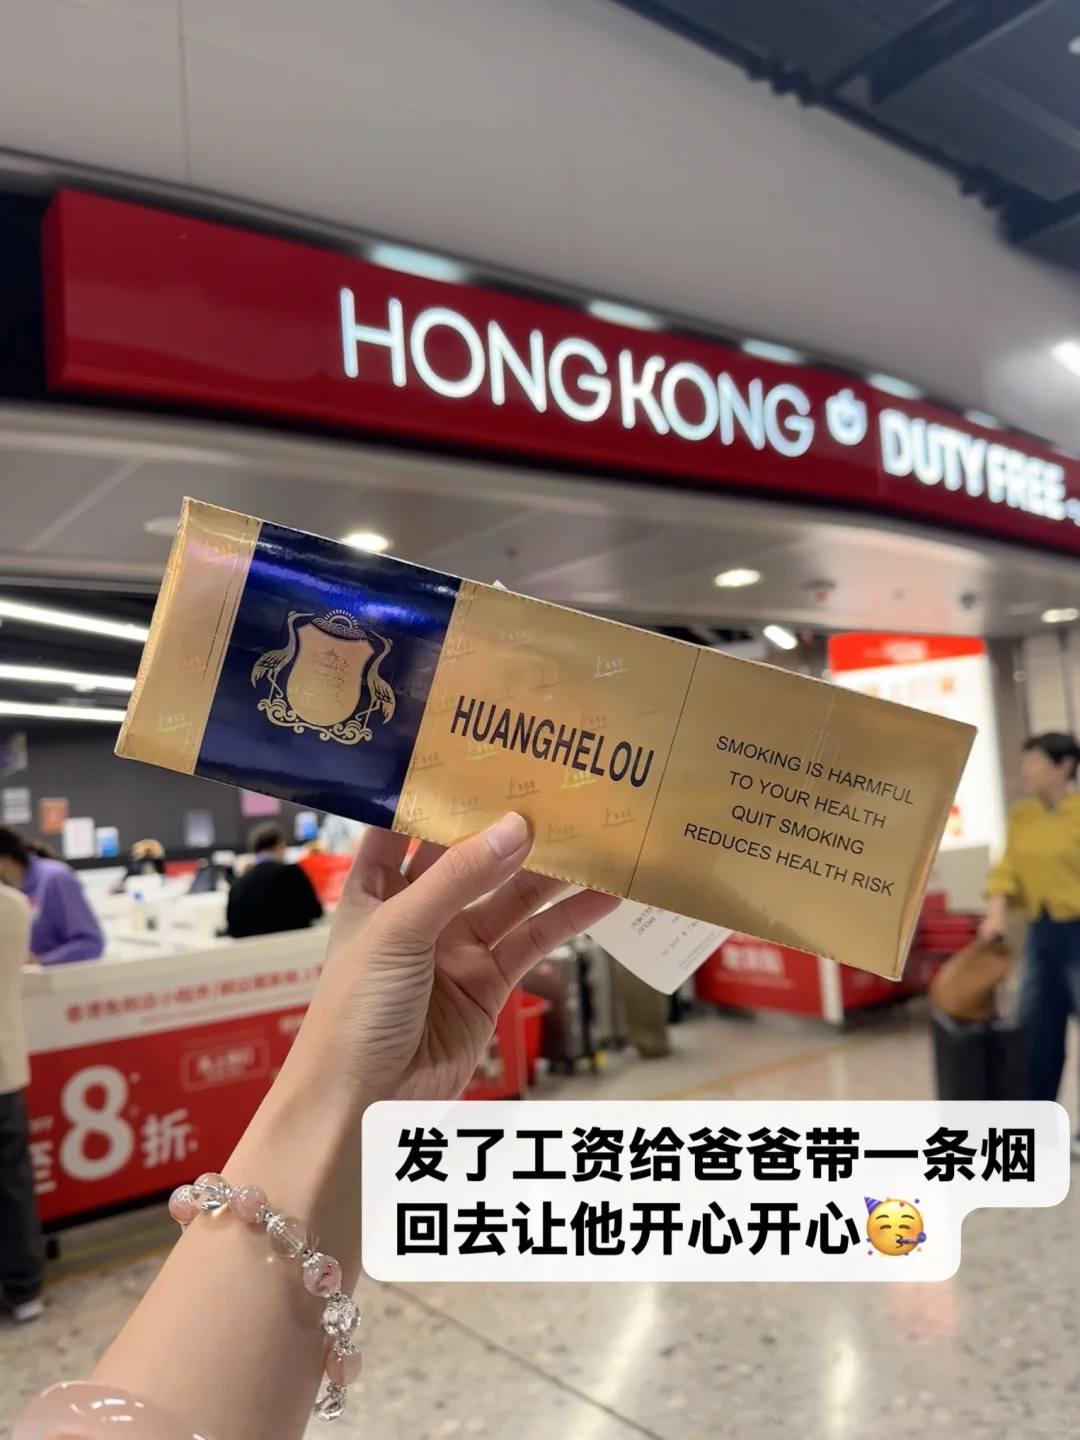 HONG KONG DUTY FREE
HUANGHELOU
SMOKING IS HARMFUL
TO YOUR HEALTH
QUIT SMOKING
REDUCES HEALTH RISK
8折
发了工资给爸爸带一条烟
回去让他开心开心🥳